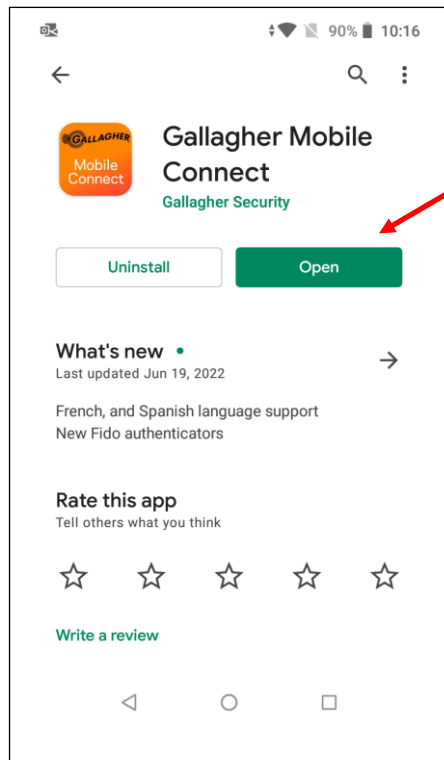 90% 10:16
GALLAGHER
Mobile
Connect
Gallagher Mobile
Connect
Gallagher Security
Uninstall
Open
What's new
Last updated Jun 19, 2022
French, and Spanish language support
New Fido authenticators
Rate this app
Tell others what you think
Write a review